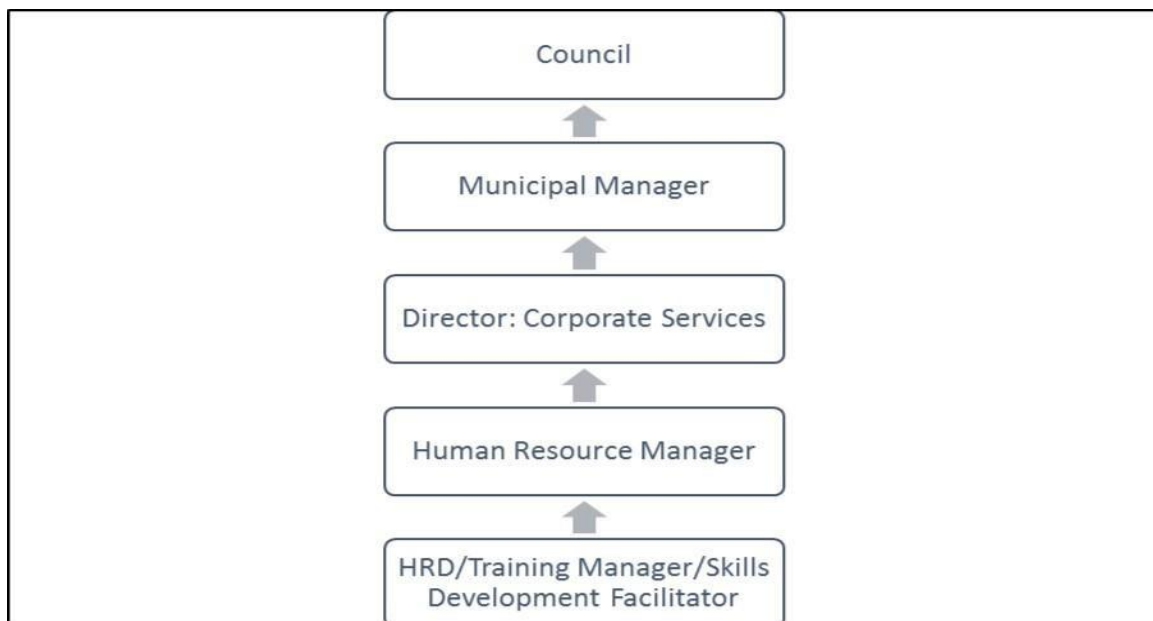 Council
Municipal Manager
Director: Corporate Services
Human Resource Manager
HRD/Training Manager/Skills
Development Facilitator